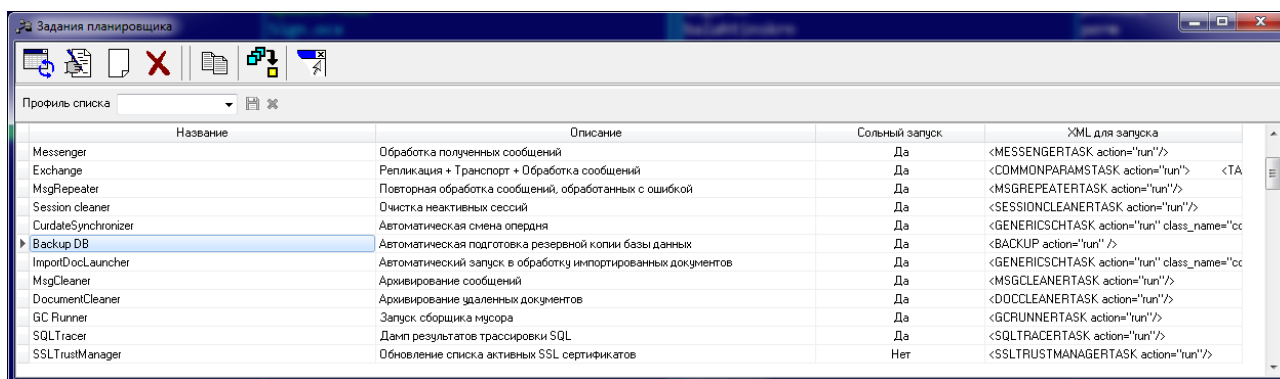 Задания планировщика
Профиль списка
Название Описание Сольный запуск XML для запуска
Messenger Обработка полученных сообщений Да <MESSENGERTASK action="run"/>
Exchange Репликация + Транспорт + Обработка сообщений Да <COMMONPARAMSTASK action="run"> <TA
MsgRepeater Повторная обработка сообщений, обработанных с ошибкой Да <MSGREPEATERTASK action="run"/>
Session cleaner Очистка неактивных сессий Да <SESSIONCLEANERTASK action="run"/>
CurdateSynchronizer Автоматическая смена опердня Да <GENERICSCHTASK action="run" class_name="co
Backup DB Автоматическая подготовка резервной копии базы данных Да <BACKUP action="run" />
ImportDocLauncher Автоматический запуск в обработку импортированных документов Да <GENERICSCHTASK action="run" class_name="co
MsgCleaner Архивирование сообщений Да <MSGCLEANERTASK action="run"/>
DocumentCleaner Архивирование удаленных документов Да <DOCCLEANERTASK action="run"/>
GC Runner Запуск сборщика мусора Да <GCRUNNERTASK action="run"/>
SQLTracer Дамп результатов трассировки SQL Да <SQLTRACERTASK action="run"/>
SSLTrustManager Обновление списка активных SSL сертификатов Нет <SSLTRUSTMANAGERTASK action="run"/>